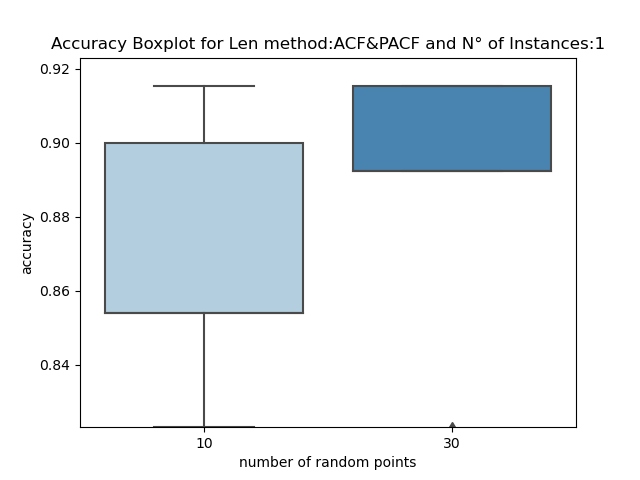 Accuracy Boxplot for Len method:ACF&PACF and N° of Instances:1
0.92
0.90
0.88
0.86
0.84
accuracy
10 30
number of random points